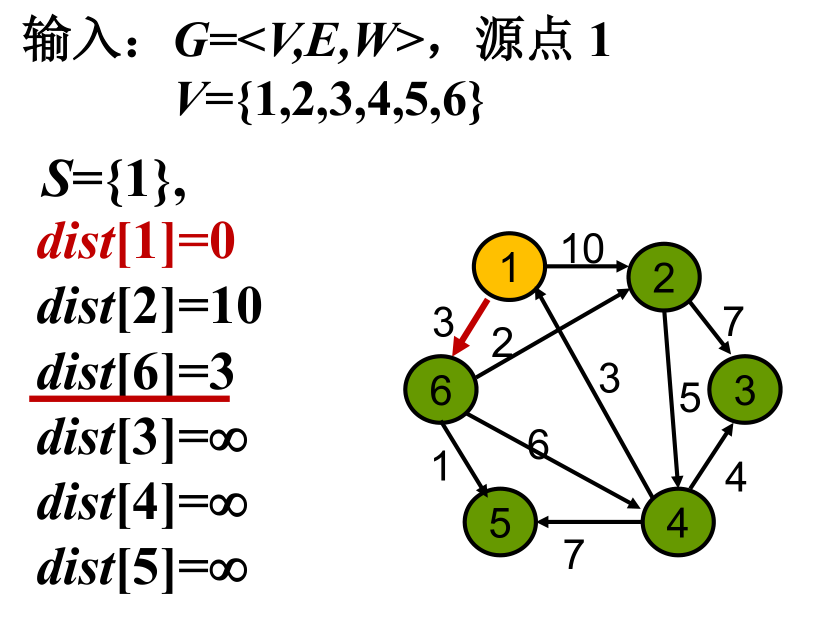 输入：G=<V,E,W>，源点 1
V={1,2,3,4,5,6}
S={1},
dist[1]=0
dist[2]=10
dist[6]=3
dist[3]=∞
dist[4]=∞
dist[5]=∞
1
10
2
3
2
7
6
3
5
3
6
1
4
5
4
7